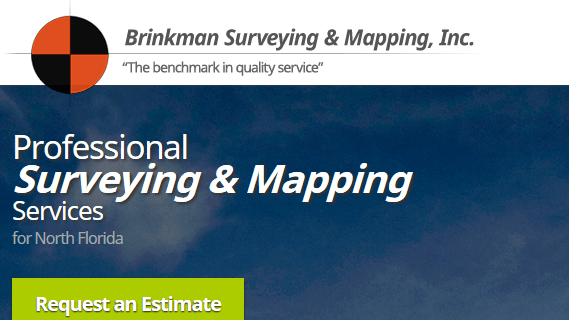 Brinkman Surveying & Mapping, Inc.
“The benchmark in quality service”
Professional
Surveying & Mapping
Services
for North Florida
Request an Estimate